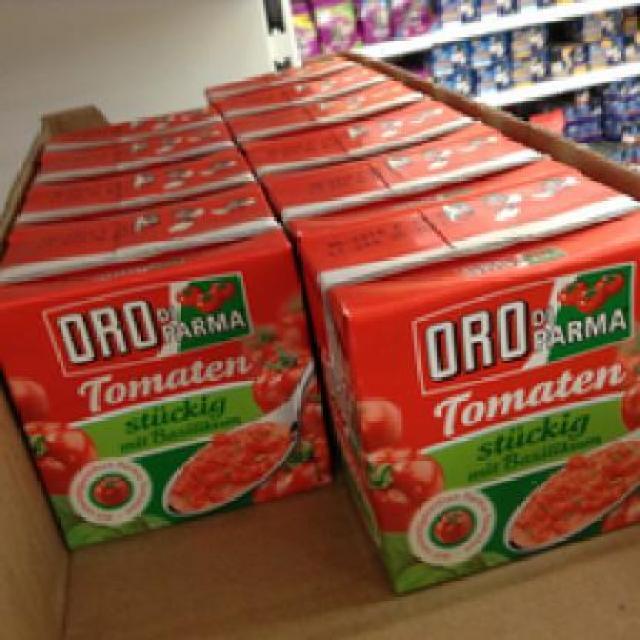 ORO DI
PARMA
Tomaten
stückig
mit Basilikum
ORO DI
PARMA
Tomaten
stückig
mit Basilikum